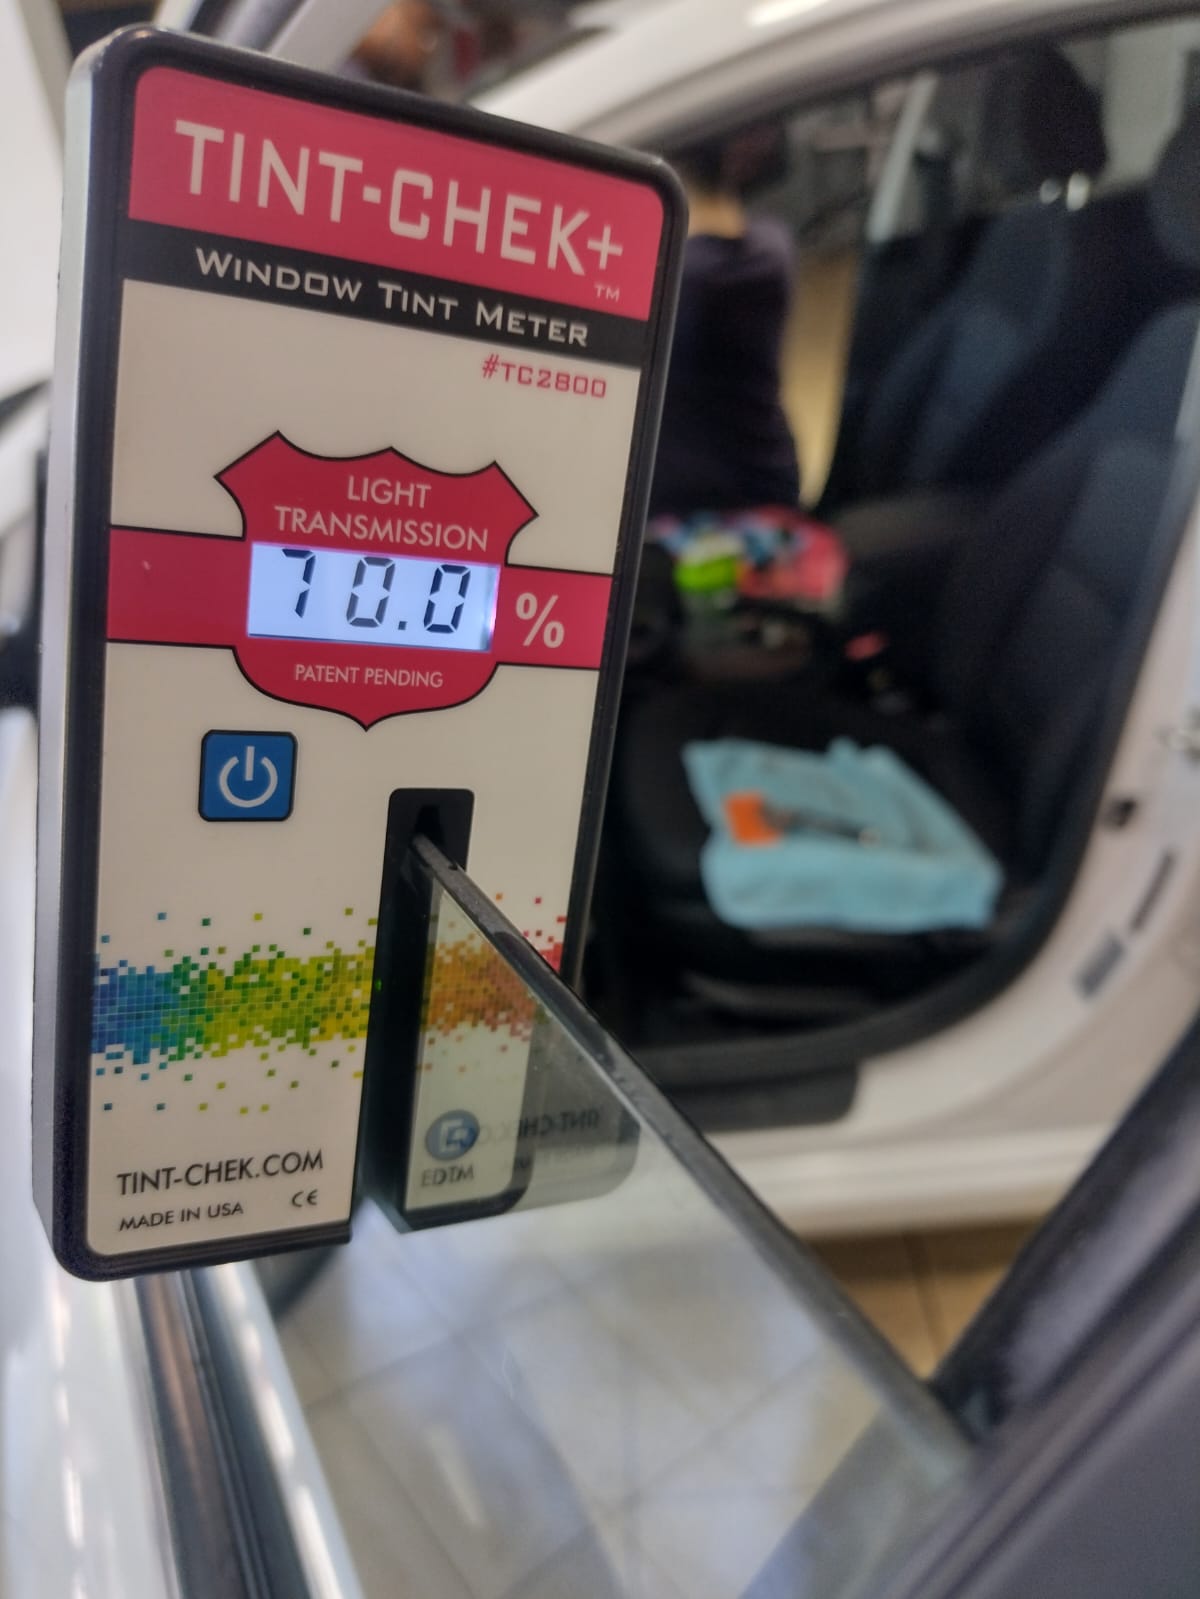 TINT-CHEK+
TM
WINDOW TINT METER
#TC2800
LIGHT
TRANSMISSION
70.0
%
PATENT PENDING
TINT-CHEK.COM
MADE IN USA CE
EDTM